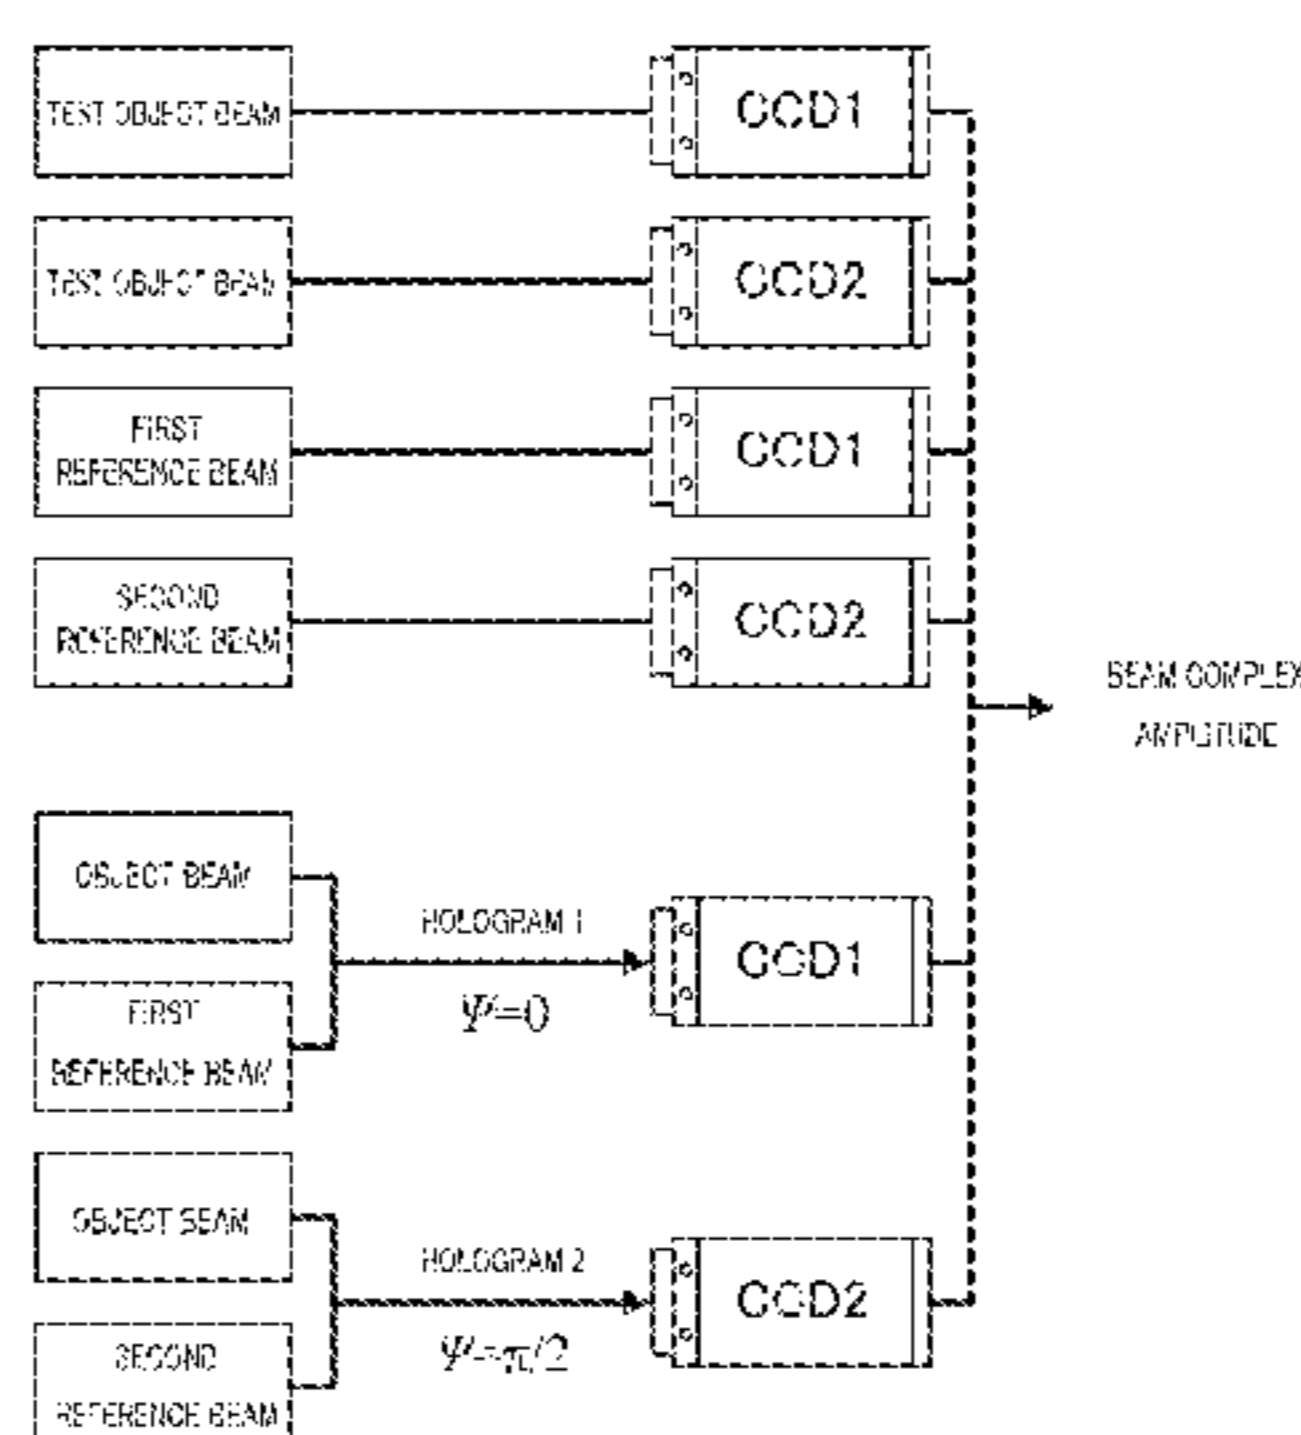 TEST OBJECT BEAM
CCD1
TEST OBJECT BEAM
CCD2
FIRST
REFERENCE BEAM
CCD1
SECOND
REFERENCE BEAM
CCD2
BEAM COMPLEX
AMPLITUDE
OBJECT BEAM
FIRST
REFERENCE BEAM
HOLOGRAM 1
Ψ=0
CCD1
OBJECT BEAM
SECOND
REFERENCE BEAM
HOLOGRAM 2
Ψ=π/2
CCD2